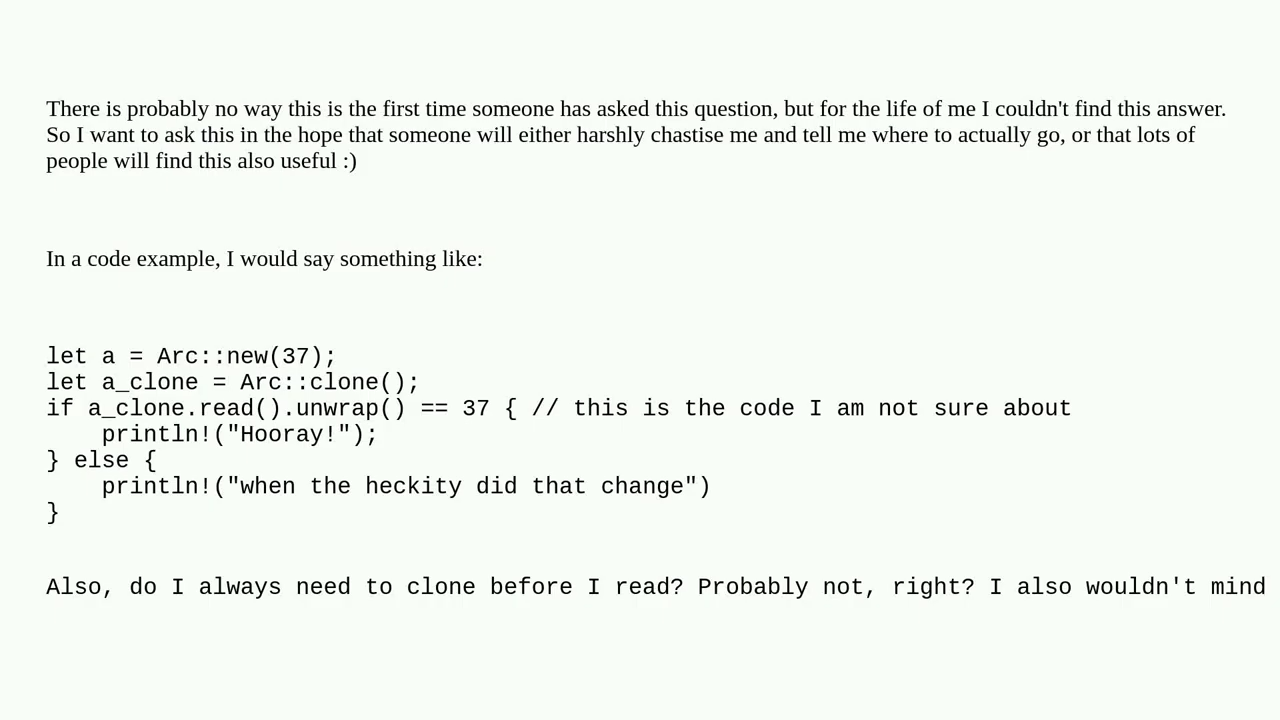 There is probably no way this is the first time someone has asked this question, but for the life of me I couldn't find this answer.
So I want to ask this in the hope that someone will either harshly chastise me and tell me where to actually go, or that lots of
people will find this also useful :)
In a code example, I would say something like:
let a = Arc::new(37);
let a_clone = Arc::clone();
if a_clone.read().unwrap() == 37 { // this is the code I am not sure about
    println!("Hooray!");
} else {
    println!("when the heckity did that change")
}
Also, do I always need to clone before I read? Probably not, right? I also wouldn't mind